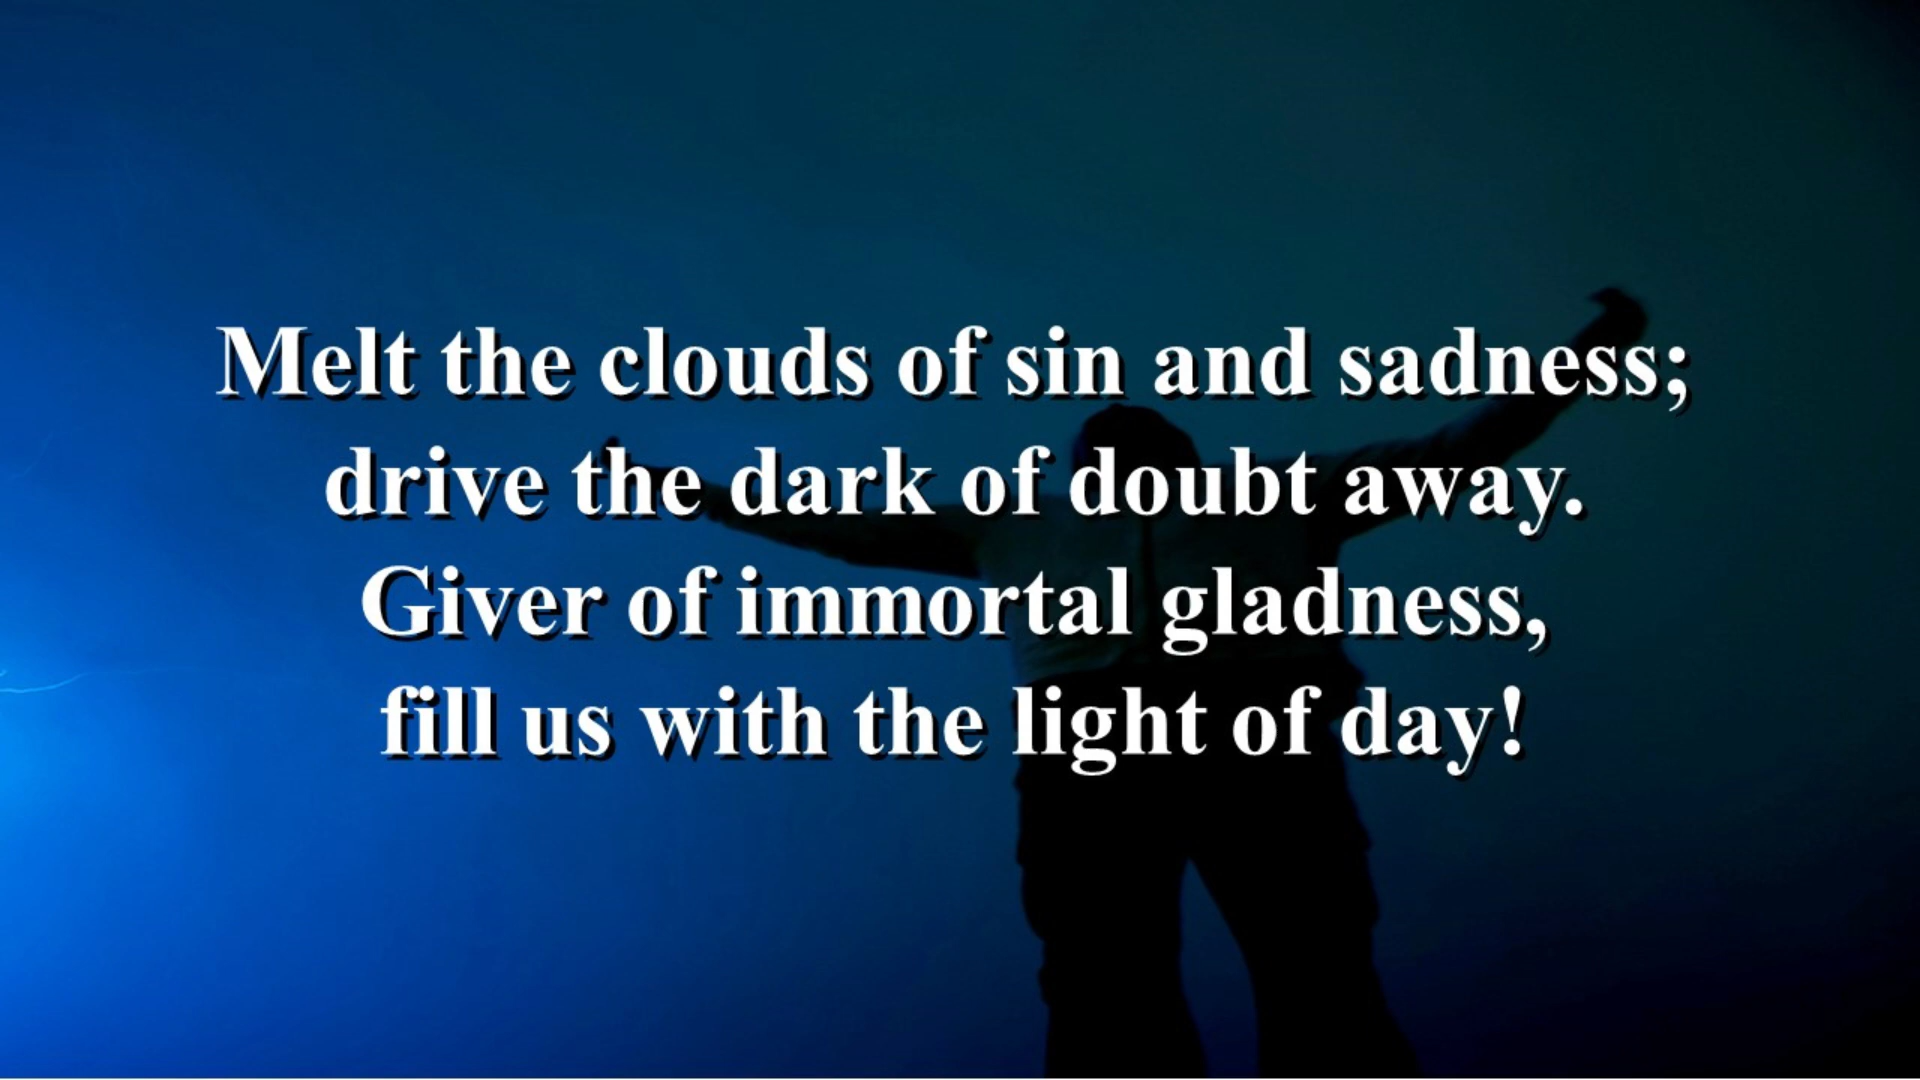 Melt the clouds of sin and sadness;
drive the dark of doubt away.
Giver of immortal gladness,
fill us with the light of day!